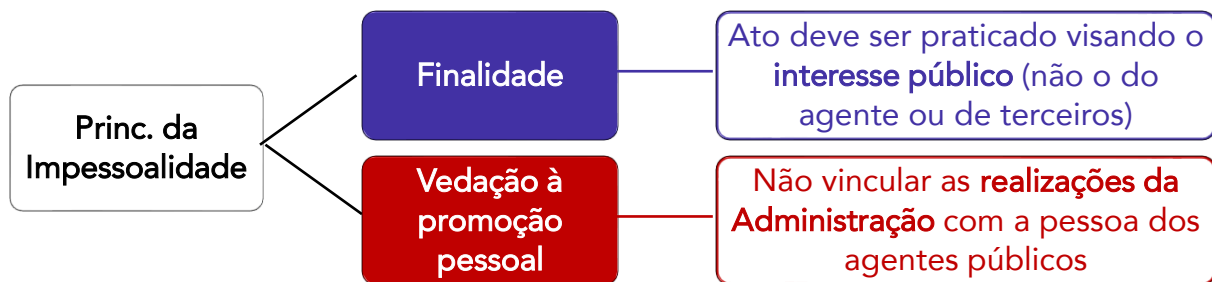 Princ. da
Impessoalidade
Finalidade
Ato deve ser praticado visando o
interesse público (não o do
agente ou de terceiros)
Vedação à
promoção
pessoal
Não vincular as realizações da
Administração com a pessoa dos
agentes públicos